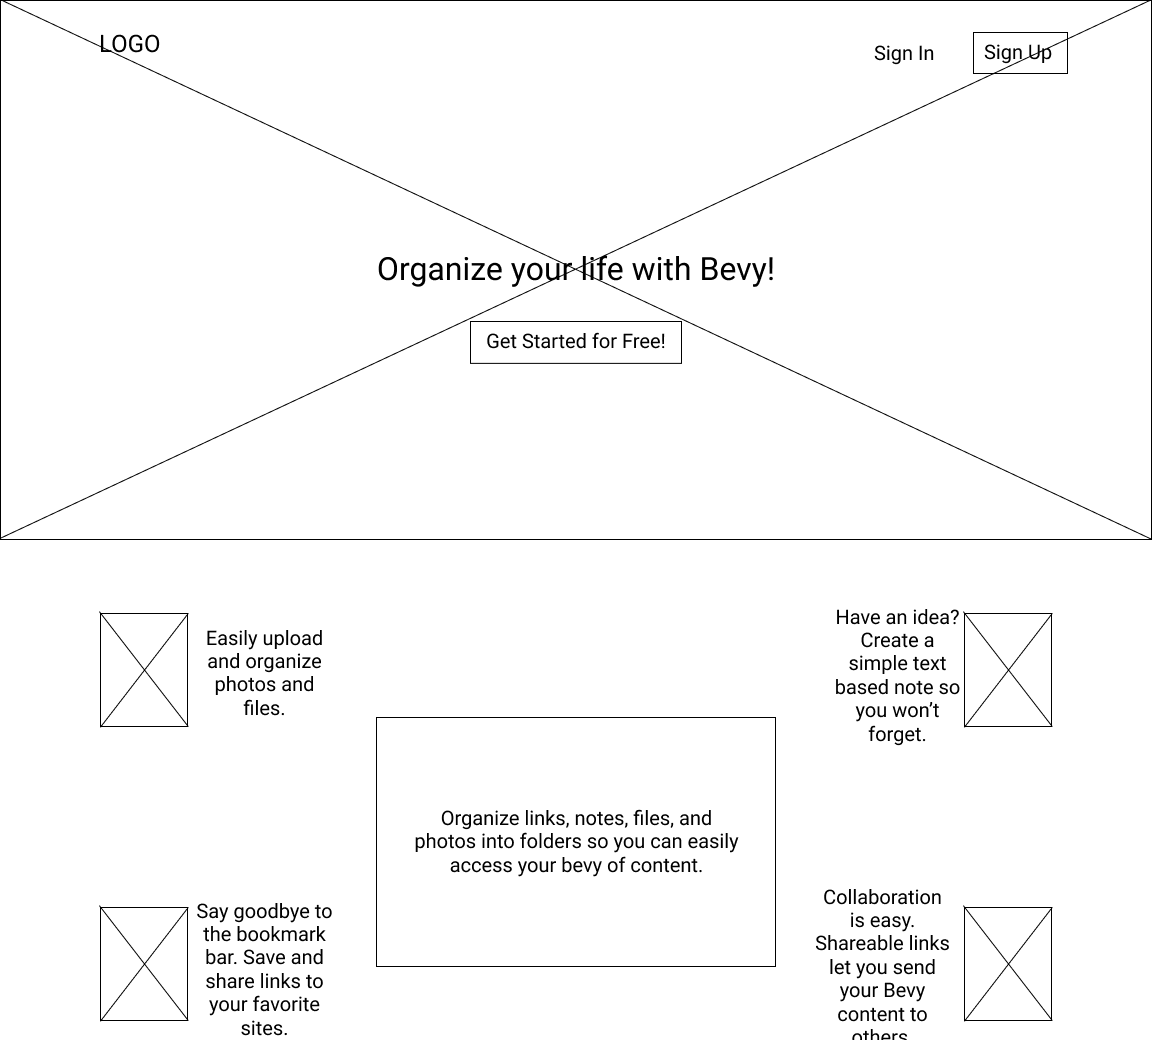 LOGO
Sign In
Sign Up
Organize your life with Bevy!
Get Started for Free!
Easily upload
and organize
photos and
files.
Have an idea?
Create a
simple text
based note so
you won't
forget.
Organize links, notes, files, and
photos into folders so you can easily
access your bevy of content.
Say goodbye to
the bookmark
bar. Save and
share links to
your favorite
sites.
Collaboration
is easy.
Shareable links
let you send
your Bevy
content to
others